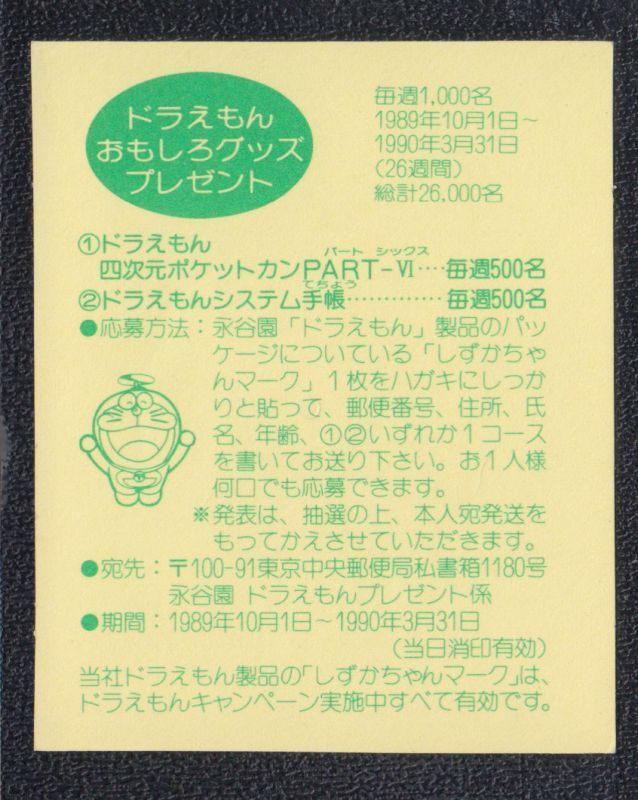 ドラえもん
おもしろグッズ
プレゼント
毎週1,000名
1989年10月1日～
1990年3月31日
(26週間)
総計26,000名
①ドラえもん
パート シックス
四次元ポケットカンPART-Ⅵ‥‥毎週500名
てちょう
②ドラえもんシステム手帳‥‥‥‥‥‥毎週500名
●応募方法：永谷園「ドラえもん」製品のパッ
ケージについている「しずかちゃ
んマーク」1枚をハガキにしっか
りと貼って、郵便番号、住所、氏
名、年齢、①②いずれか1コース
を書いてお送り下さい。お1人様
何口でも応募できます。
※発表は、抽選の上、本人宛発送を
もってかえさせていただきます。
●宛先：〒100-91東京中央郵便局私書箱1180号
永谷園 ドラえもんプレゼント係
●期間：1989年10月1日～1990年3月31日
(当日消印有効)
当社ドラえもん製品の「しずかちゃんマーク」は、
ドラえもんキャンペーン実施中すべて有効です。